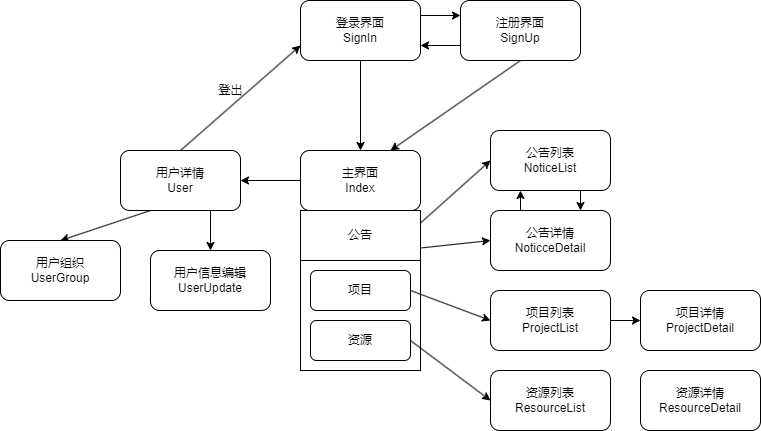 登录界面
SignIn
注册界面
SignUp
登出
用户详情
User
主界面
Index
公告列表
NoticeList
公告
公告详情
NoticceDetail
用户组织
UserGroup
用户信息编辑
UserUpdate
项目
项目列表
ProjectList
项目详情
ProjectDetail
资源
资源列表
ResourceList
资源详情
ResourceDetail